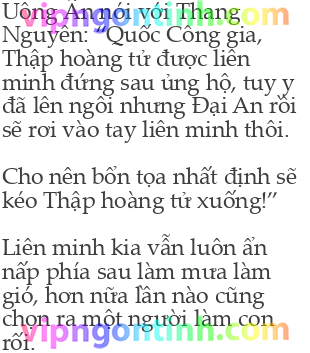 Uông Ấn nói với Thạng
vipngontinh.com
Nguyên: “Quốc Công gia,
Thập hoàng tử được liên
minh đứng sau ủng hộ, tuy y
đã lên ngôi nhưng Đại An rồi
sẽ rơi vào tay liên minh thôi.
Cho nên bổn tọa nhất định sẽ
kéo Thập hoàng tử xuống!”
Liên minh kia vẫn luôn ẩn
nấp phía sau làm mưa làm
gió, hơn nữa lần nào cũng
chọn ra một người làm con
vipngontinh.com
rối.